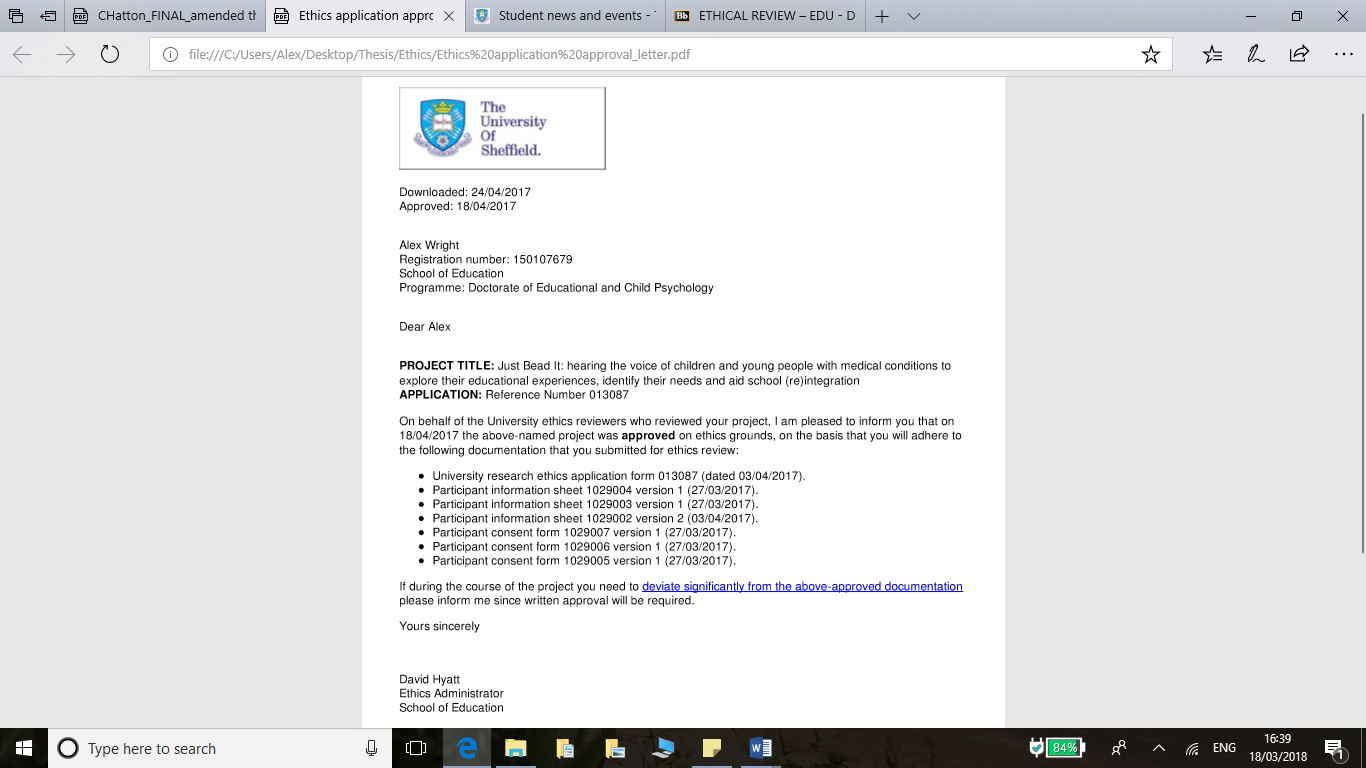 CHatton_FINAL_amended th
Ethics application appro
Student news and events -
Bb ETHICAL REVIEW – EDU - D
file:///C:/Users/Alex/Desktop/Thesis/Ethics/Ethics%20application%20approval_letter.pdf
The
University
Of
Sheffield.
Downloaded: 24/04/2017
Approved: 18/04/2017
Alex Wright
Registration number: 150107679
School of Education
Programme: Doctorate of Educational and Child Psychology
Dear Alex
PROJECT TITLE: Just Bead It: hearing the voice of children and young people with medical conditions to
explore their educational experiences, identify their needs and aid school (re)integration
APPLICATION: Reference Number 013087
On behalf of the University ethics reviewers who reviewed your project, I am pleased to inform you that on
18/04/2017 the above-named project was approved on ethics grounds, on the basis that you will adhere to
the following documentation that you submitted for ethics review:
● University research ethics application form 013087 (dated 03/04/2017).
● Participant information sheet 1029004 version 1 (27/03/2017).
● Participant information sheet 1029003 version 1 (27/03/2017).
● Participant information sheet 1029002 version 2 (03/04/2017).
● Participant consent form 1029007 version 1 (27/03/2017).
● Participant consent form 1029006 version 1 (27/03/2017).
● Participant consent form 1029005 version 1 (27/03/2017).
If during the course of the project you need to deviate significantly from the above-approved documentation
please inform me since written approval will be required.
Yours sincerely
David Hyatt
Ethics Administrator
School of Education
Type here to search
84%
ENG
16:39
18/03/2018
1